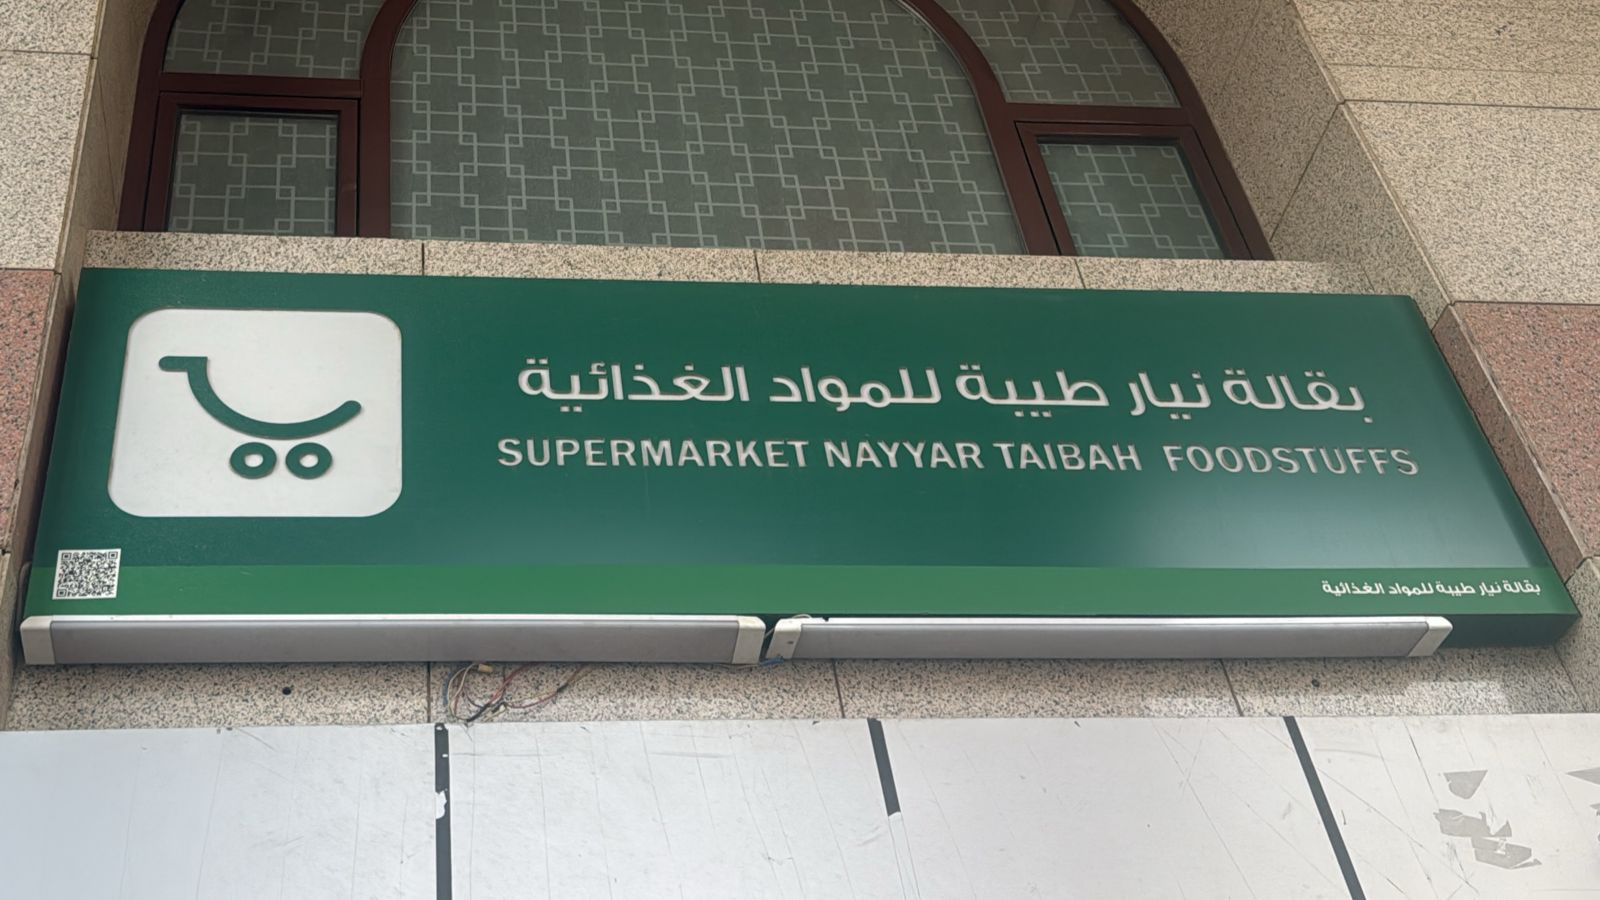 بقالة نيار طيبة للمواد الغذائية
SUPERMARKET NAYYAR TAIBAH FOODSTUFFS
بقالة نيار طيبة للمواد الغذائية